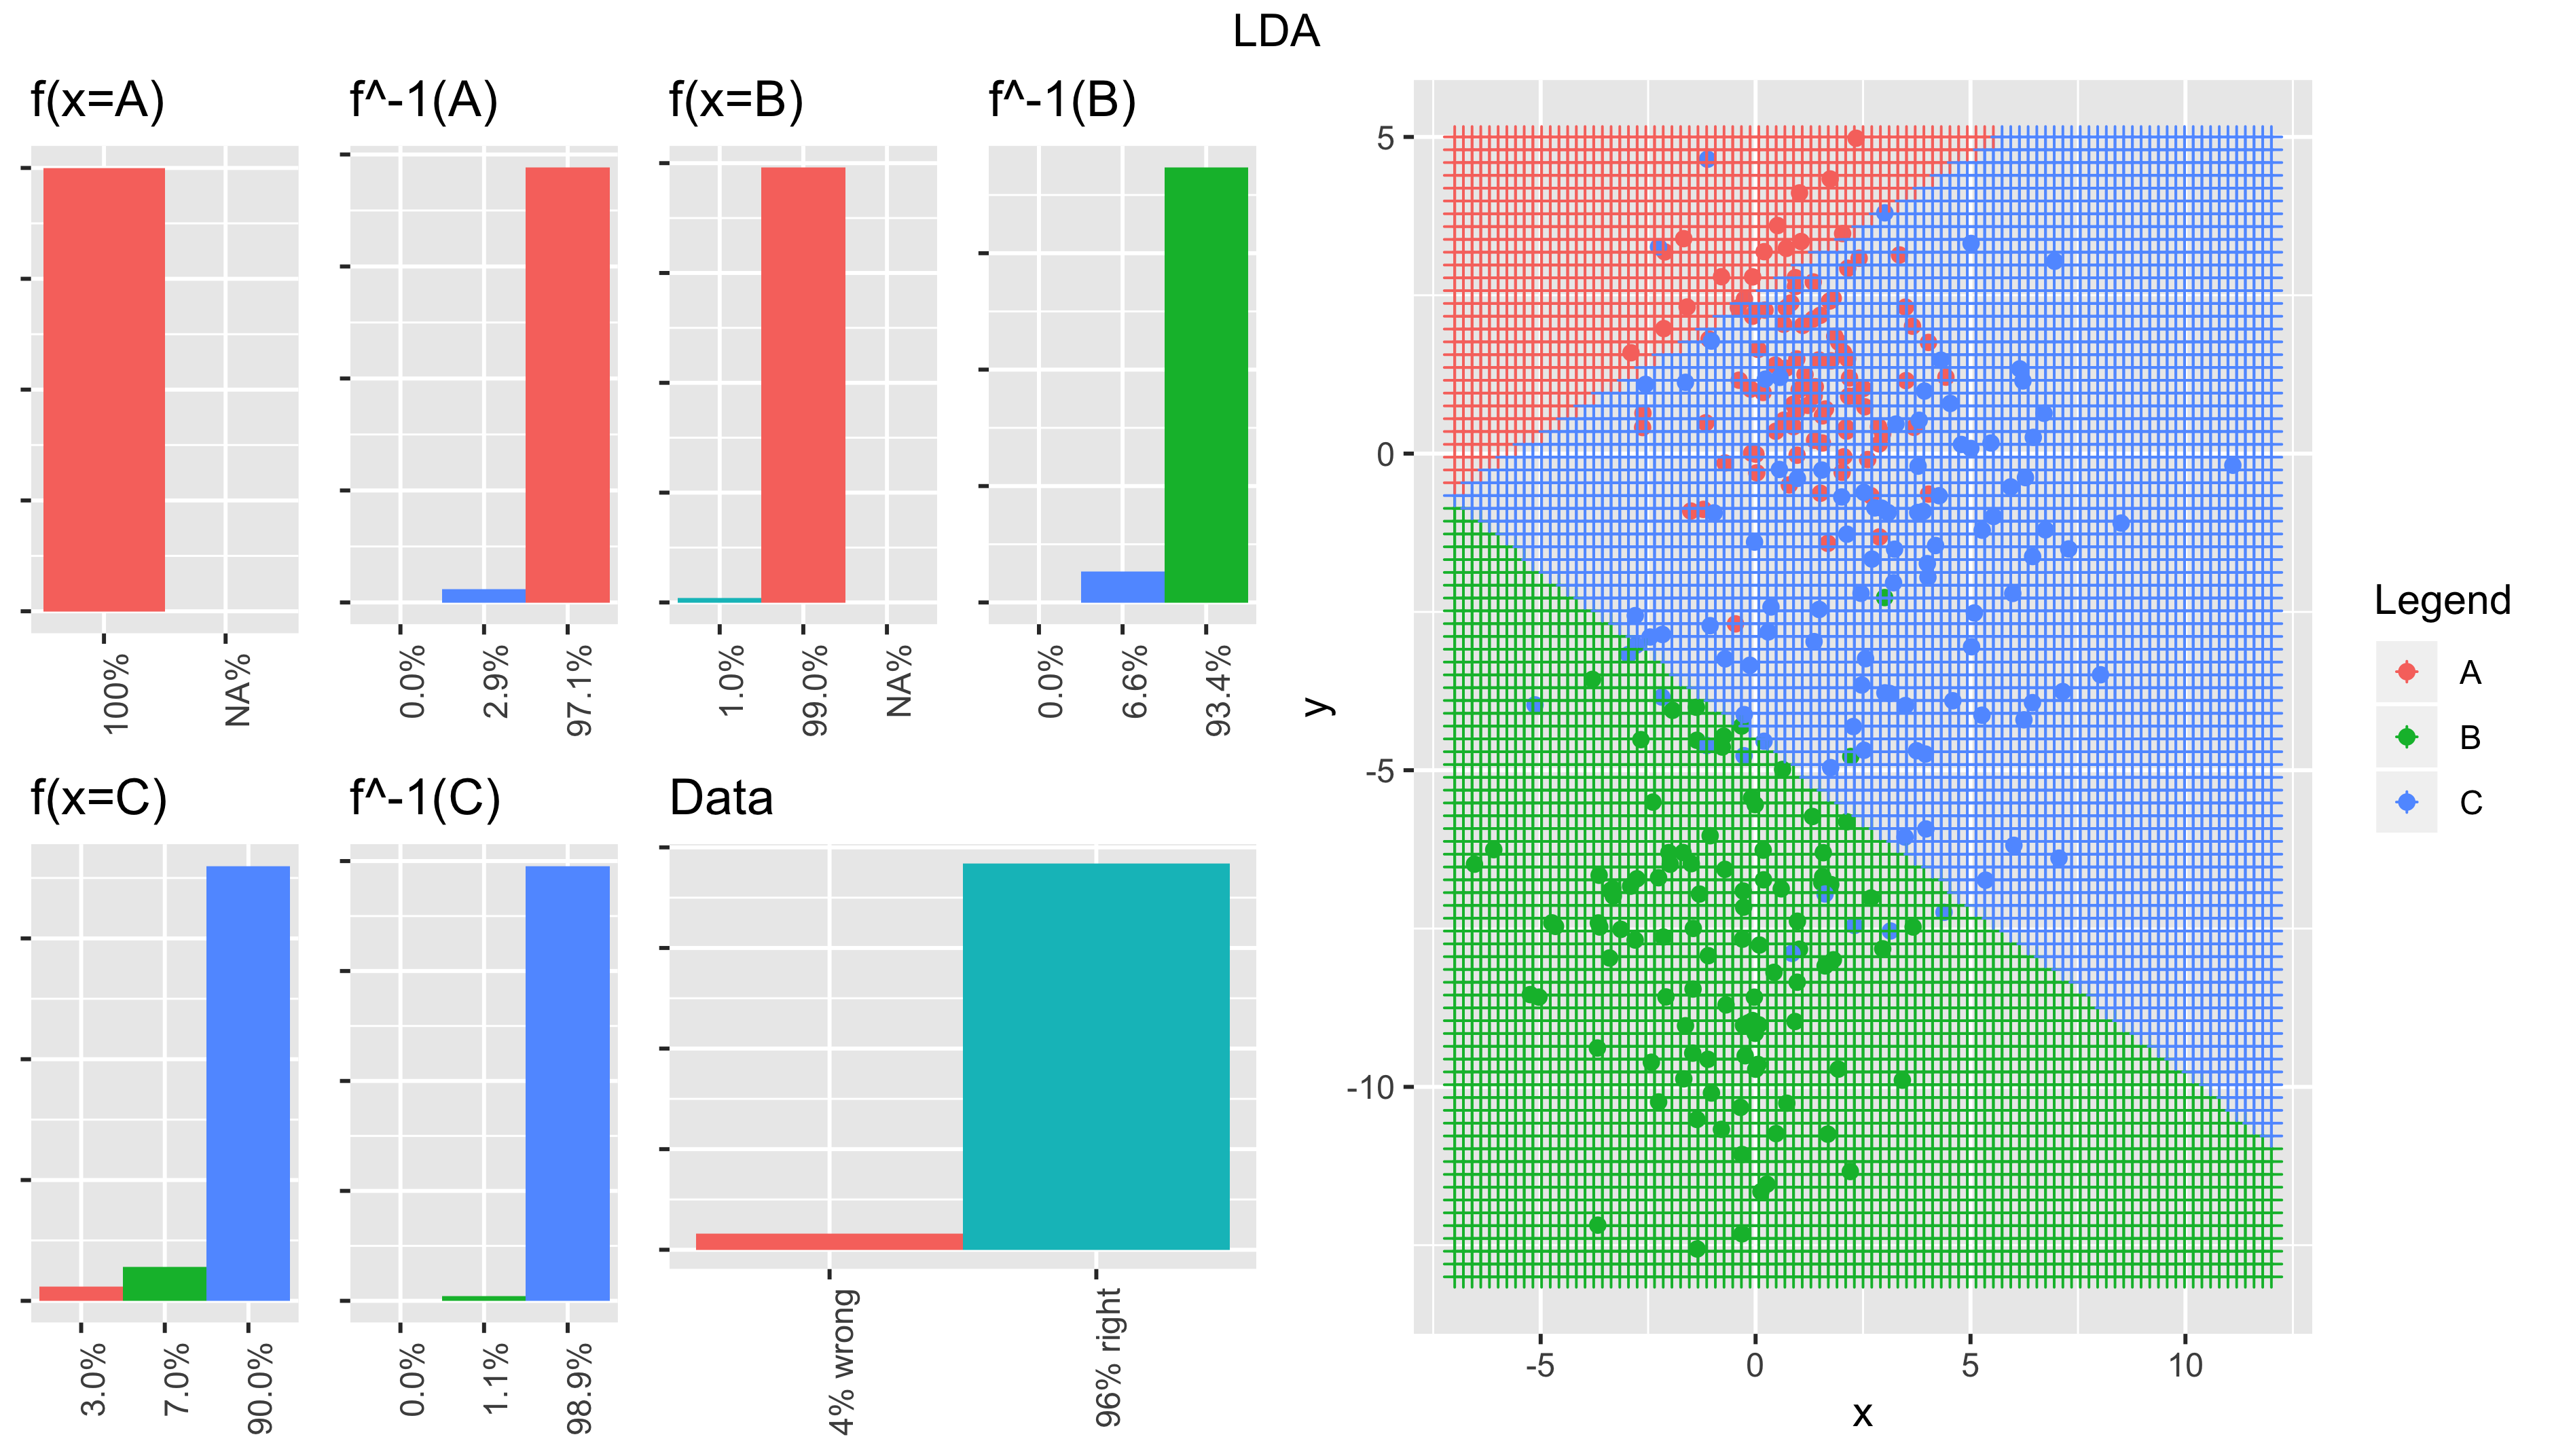 LDA
f(x=A)
100%
NA%
f^-1(A)
0.0%
2.9%
97.1%
f(x=B)
1.0%
99.0%
NA%
f^-1(B)
0.0%
6.6%
93.4%
f(x=C)
3.0%
7.0%
90.0%
f^-1(C)
0.0%
1.1%
98.9%
Data
4% wrong
96% right
y
5
0
-5
-10
-5
0
5
10
x
Legend
A
B
C